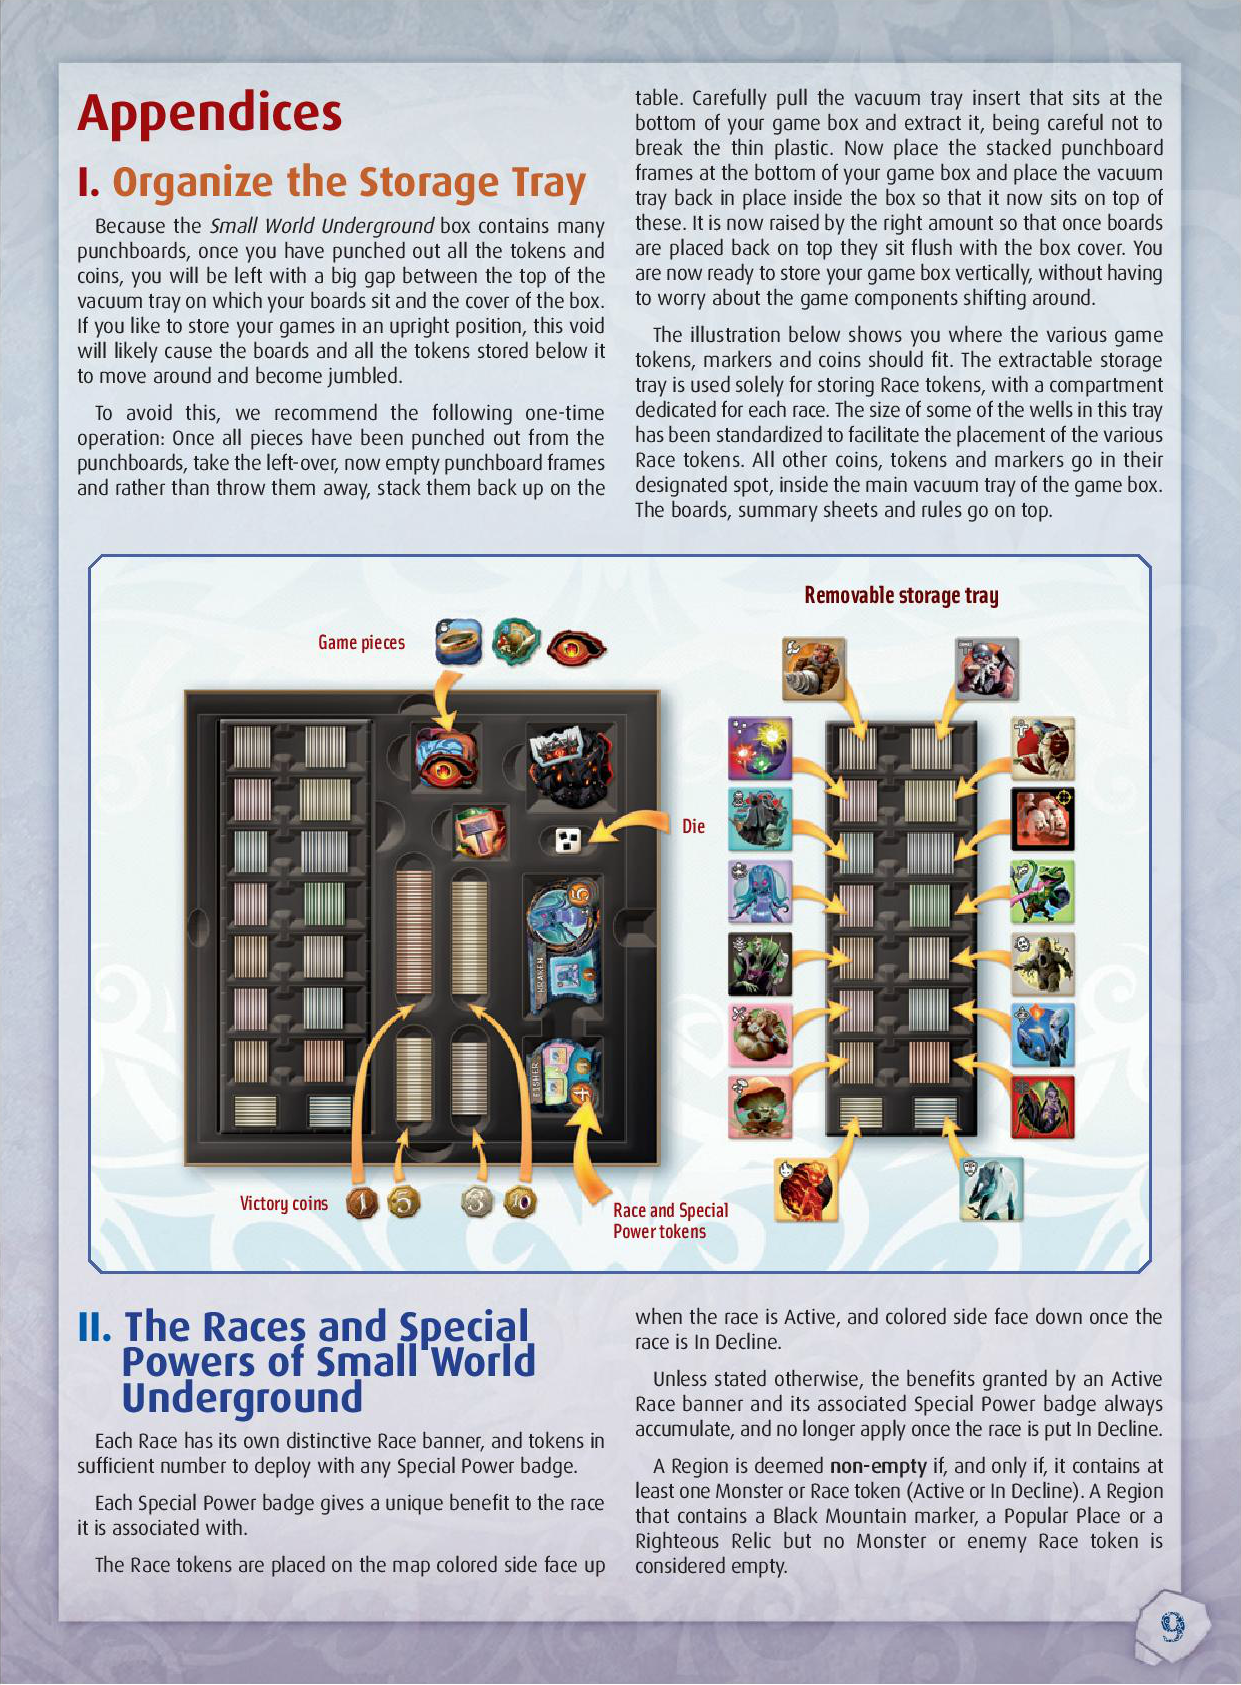 Appendices
I. Organize the Storage Tray
Because the Small World Underground box contains many
punchboards, once you have punched out all the tokens and
coins, you will be left with a big gap between the top of the
vacuum tray on which your boards sit and the cover of the box.
If you like to store your games in an upright position, this void
will likely cause the boards and all the tokens stored below it
to move around and become jumbled.
To avoid this, we recommend the following one-time
operation: Once all pieces have been punched out from the
punchboards, take the left-over, now empty punchboard frames
and rather than throw them away, stack them back up on the
table. Carefully pull the vacuum tray insert that sits at the
bottom of your game box and extract it, being careful not to
break the thin plastic. Now place the stacked punchboard
frames at the bottom of your game box and place the vacuum
tray back in place inside the box so that it now sits on top of
these. It is now raised by the right amount so that once boards
are placed back on top they sit flush with the box cover. You
are now ready to store your game box vertically, without having
to worry about the game components shifting around.
The illustration below shows you where the various game
tokens, markers and coins should fit. The extractable storage
tray is used solely for storing Race tokens, with a compartment
dedicated for each race. The size of some of the wells in this tray
has been standardized to facilitate the placement of the various
Race tokens. All other coins, tokens and markers go in their
designated spot, inside the main vacuum tray of the game box.
The boards, summary sheets and rules go on top.
Removable storage tray
Game pieces
Die
5
KRAKEN
FISHER
4
Victory coins
1
5
3
10
Race and Special
Power tokens
II. The Races and Special
Powers of Small World
Underground
Each Race has its own distinctive Race banner, and tokens in
sufficient number to deploy with any Special Power badge.
Each Special Power badge gives a unique benefit to the race
it is associated with.
The Race tokens are placed on the map colored side face up
when the race is Active, and colored side face down once the
race is In Decline.
Unless stated otherwise, the benefits granted by an Active
Race banner and its associated Special Power badge always
accumulate, and no longer apply once the race is put In Decline.
A Region is deemed non-empty if, and only if, it contains at
least one Monster or Race token (Active or In Decline). A Region
that contains a Black Mountain marker, a Popular Place or a
Righteous Relic but no Monster or enemy Race token is
considered empty.
9